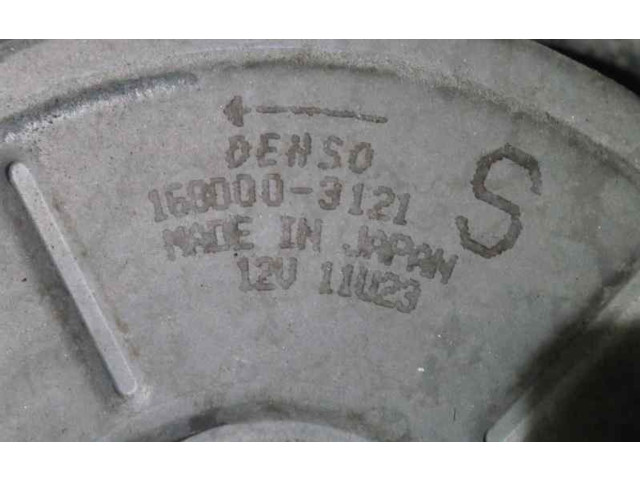 DENSO
168000-3121
MADE IN JAPAN
12V 11U23
S